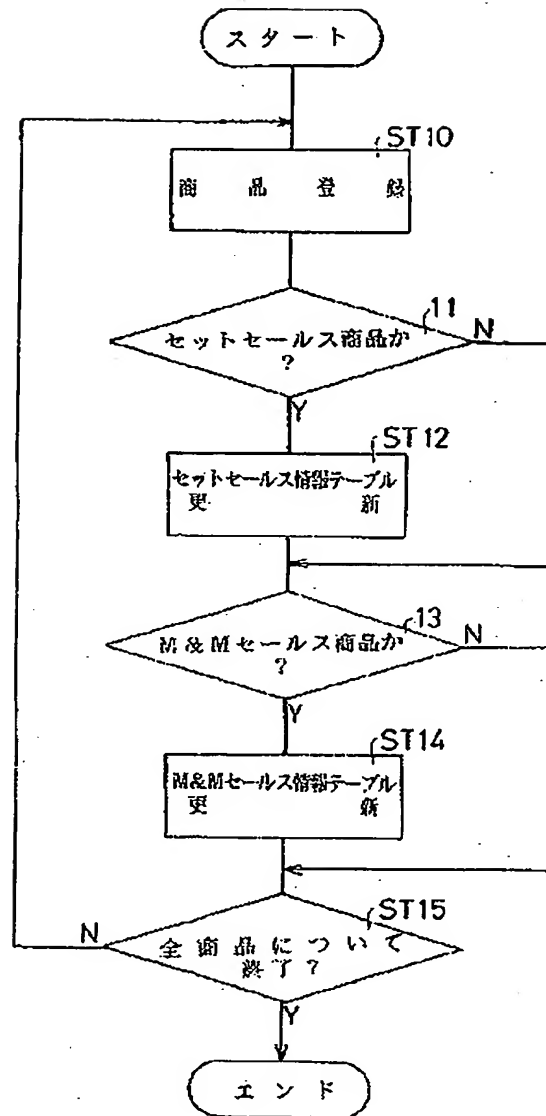 スタート
ST10
商品登録
11
セットセールス商品か
?
N
Y
ST12
セットセールス情報テーブル
更新
13
M&Mセールス商品か
?
N
Y
ST14
M&Mセールス情報テーブル
更新
ST15
全商品について
終了?
N
Y
エンド